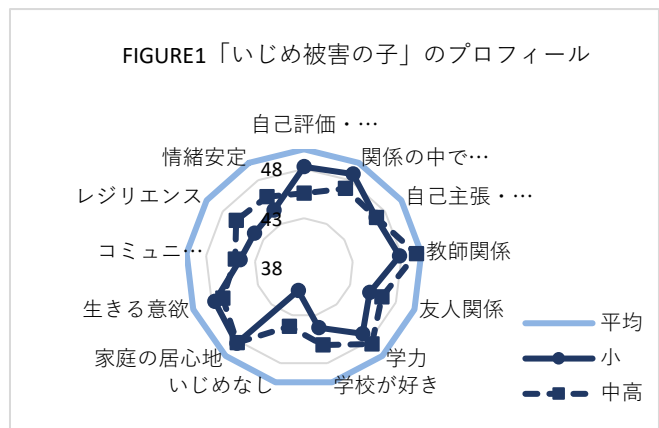 FIGURE1「いじめ被害の子」のプロフィール
自己評価・…
関係の中で…
自己主張・…
教師関係
友人関係
学力
学校が好き
いじめなし
家庭の居心地
生きる意欲
コミュニ…
レジリエンス
情緒安定
48
43
38
平均
小
中高